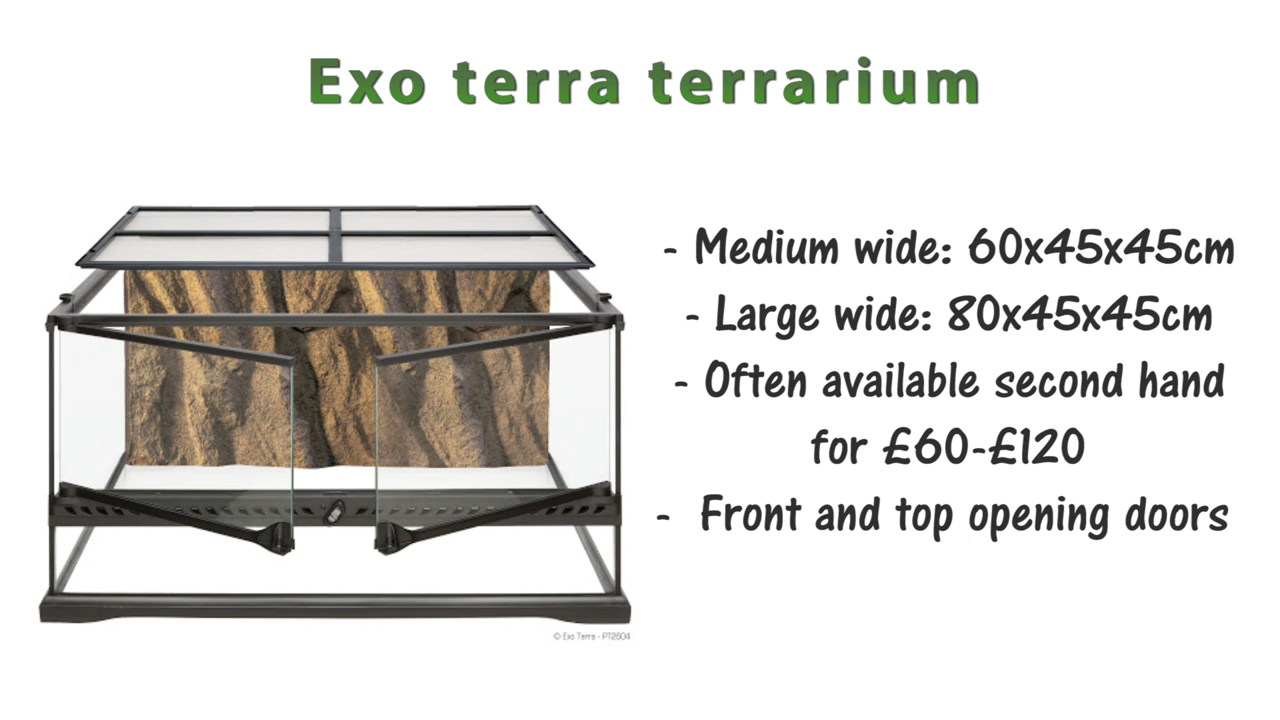 Exo terra terrarium
- Medium wide: 60x45x45cm
- Large wide: 80x45x45cm
- Often available second hand
for £60-£120
- Front and top opening doors
© Exo Terra - PT2604